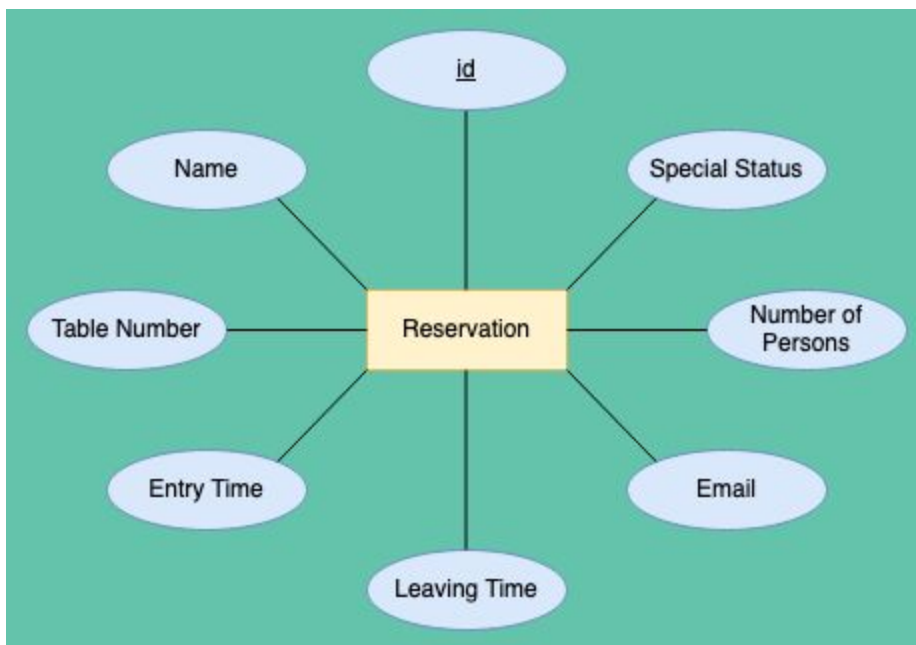 id
Name
Special Status
Table Number
Reservation
Number of
Persons
Entry Time
Email
Leaving Time